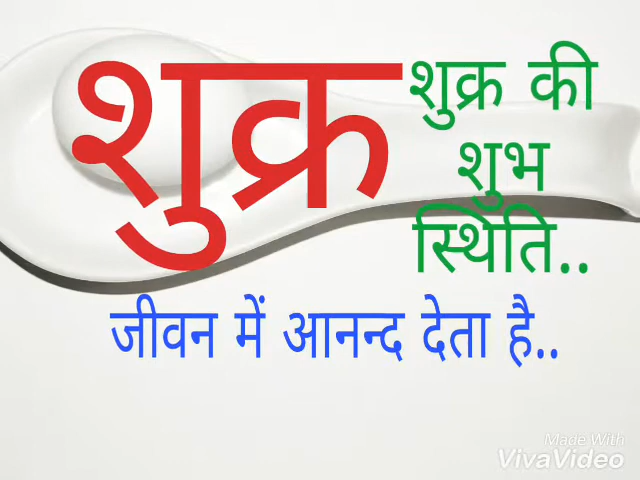 शुक्र
शुक्र की
शुभ
स्थिति..
जीवन में आनन्द देता है..
Made With
VivaVideo